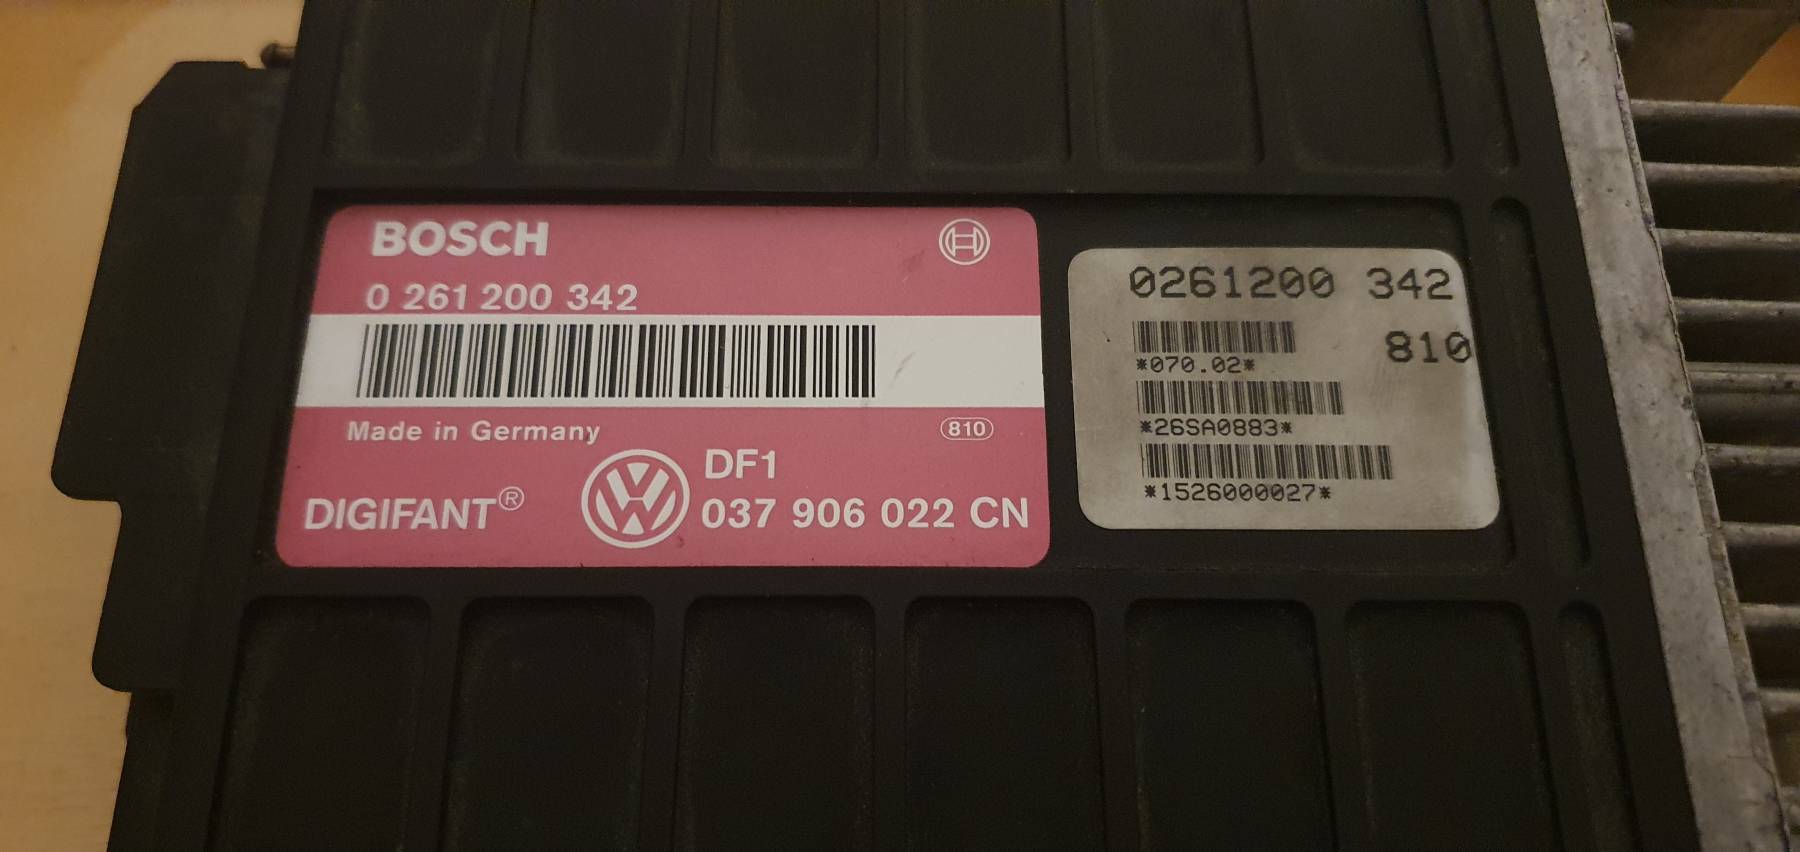 BOSCH
0 261 200 342
Made in Germany
810
DF1
DIGIFANT®
037 906 022 CN
0261200 342
810
*070.02*
*26SA0883*
*1526000027*